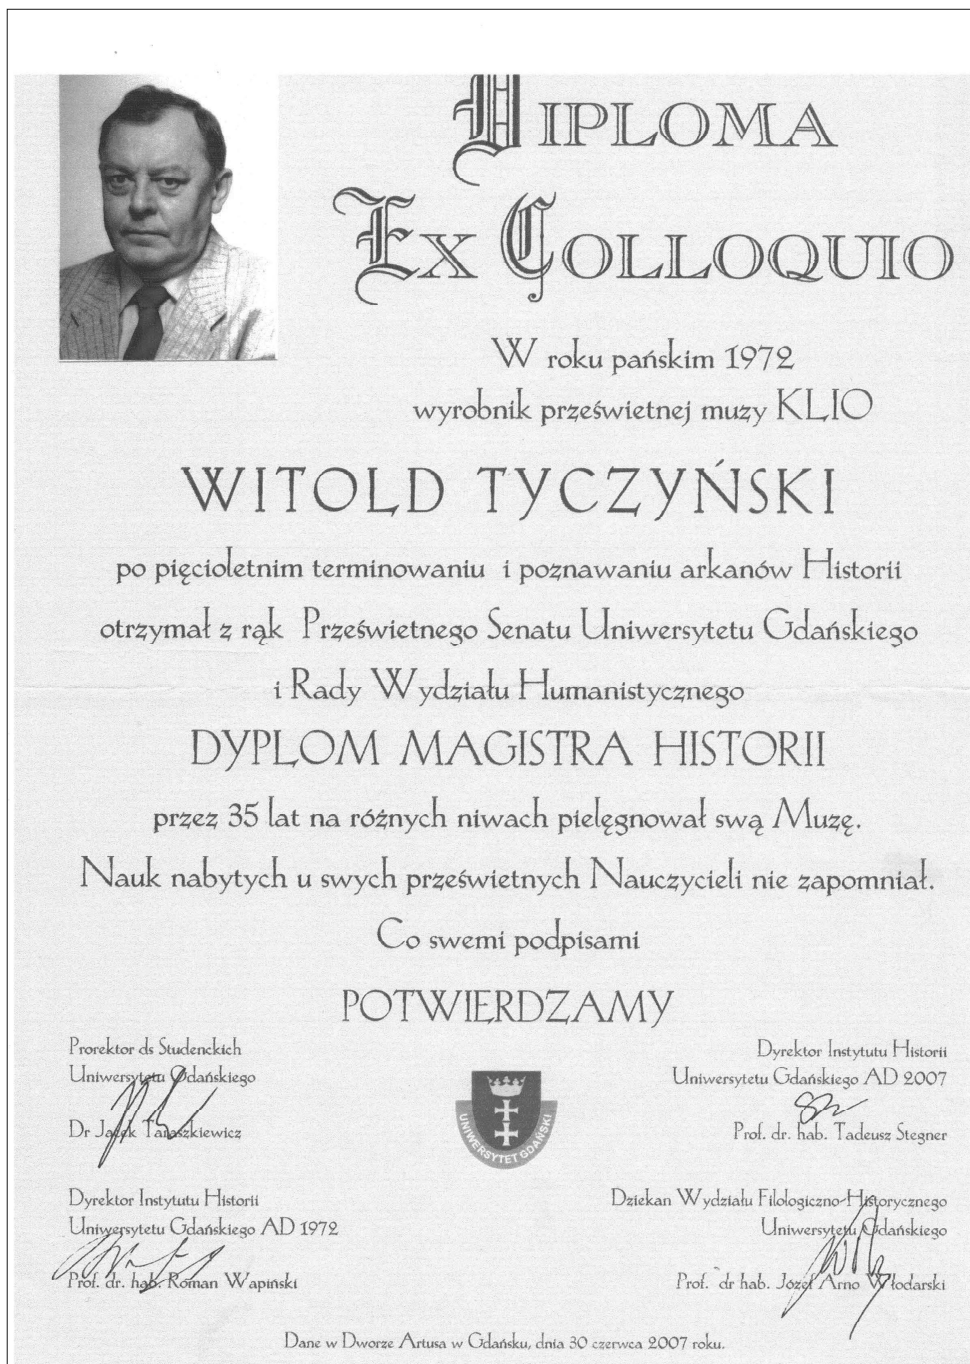 DIPLOMA
EX COLLOQUIO
W roku pańskim 1972
wyrobnik prześwietnej muzy KLIO
WITOLD TYCZYŃSKI
po pięcioletnim terminowaniu i poznawaniu arkanów Historii
otrzymał z rąk Prześwietnego Senatu Uniwersytetu Gdańskiego
i Rady Wydziału Humanistycznego
DYPLOM MAGISTRA HISTORII
przez 35 lat na różnych niwach pielęgnował swą Muzę.
Nauk nabytych u swych prześwietnych Nauczycieli nie zapomniał.
Co swemi podpisami
POTWIERDZAMY
Prorektor ds Studenckich
Uniwersytetu Gdańskiego
Dr Jacek Taraszkiewicz
Dyrektor Instytutu Historii
Uniwersytetu Gdańskiego AD 2007
Prof. dr. hab. Tadeusz Stegner
UNIWERSYTET GDAŃSKI
Dyrektor Instytutu Historii
Uniwersytetu Gdańskiego AD 1972
Prof. dr. hab. Roman Wapiński
Dziekan Wydziału Filologiczno-Historycznego
Uniwersytetu Gdańskiego
Prof. dr hab. Józef Arno Włodarski
Dane w Dworze Artusa w Gdańsku, dnia 30 czerwca 2007 roku.